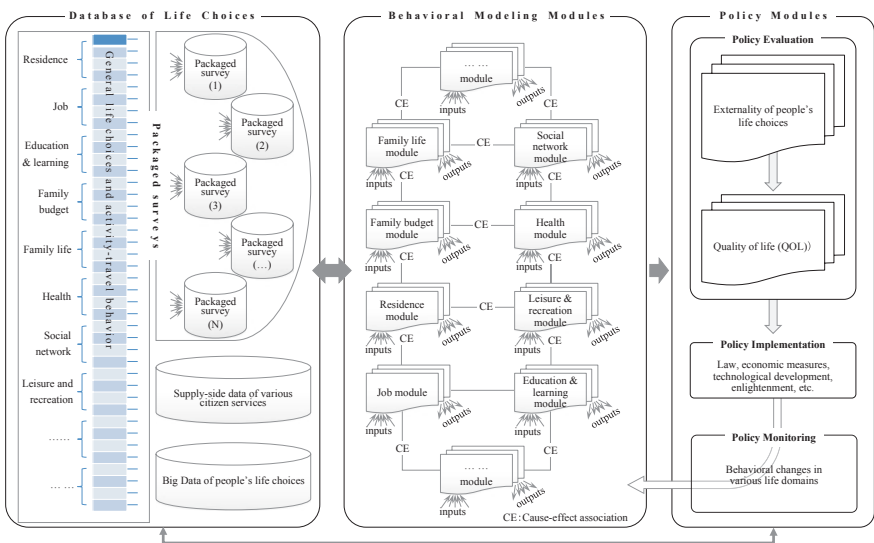 Database of Life Choices
Residence
Job
Education
& learning
Family
budget
Family life
Health
Social
network
Leisure and
recreation
……
… …
General life choices and activity-travel behavior
Packaged surveys
Packaged
survey
(1)
Packaged
survey
(2)
Packaged
survey
(3)
Packaged
survey
(…)
Packaged
survey
(N)
Supply-side data of various
citizen services
Big Data of people's life choices
Behavioral Modeling Modules
… …
module
inputs
outputs
CE
CE
Family life
module
inputs
outputs
CE
Social
network module
inputs
outputs
CE
CE
Family budget
module
inputs
outputs
Health
module
inputs
outputs
CE
CE
Residence
module
inputs
outputs
CE
Leisure &
recreation module
inputs
outputs
CE
CE
Job module
inputs
outputs
Education &
learning module
inputs
outputs
CE
CE
… …
module
inputs
outputs
CE:Cause-effect association
Policy Modules
Policy Evaluation
Externality of people's
life choices
Quality of life (QOL))
Policy Implementation
Law, economic measures,
technological development,
enlightenment, etc.
Policy Monitoring
Behavioral changes in
various life domains